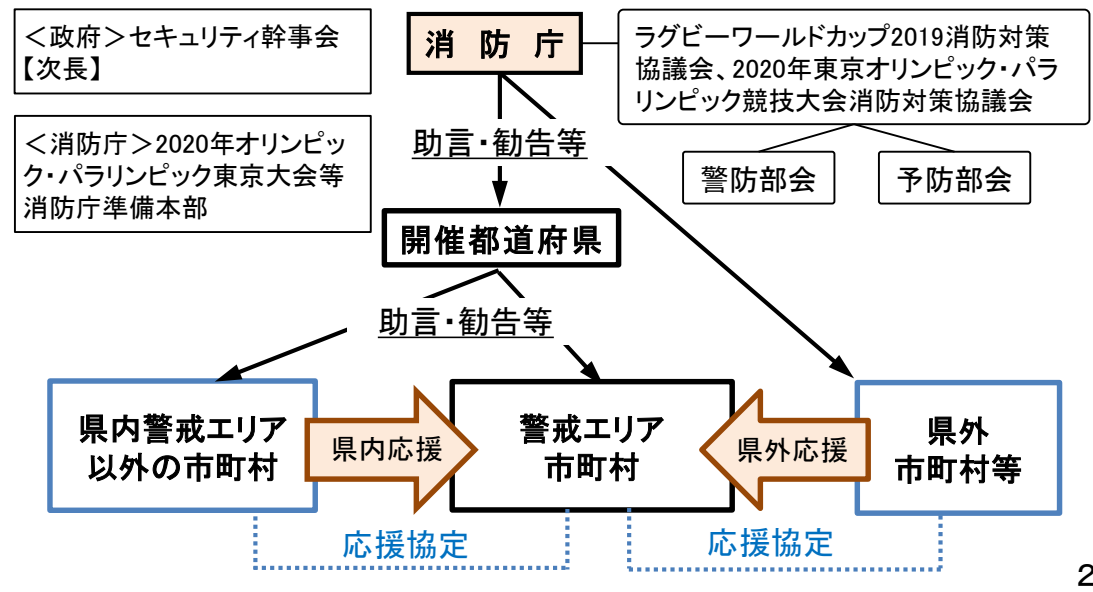 ＜政府＞セキュリティ幹事会
【次長】
消防庁
ラグビーワールドカップ2019消防対策
協議会、2020年東京オリンピック・パラ
リンピック競技大会消防対策協議会
＜消防庁＞2020年オリンピッ
ク・パラリンピック東京大会等
消防庁準備本部
助言・勧告等
警防部会
予防部会
開催都道府県
助言・勧告等
県内警戒エリア
以外の市町村
県内応援
警戒エリア
市町村
県外応援
県外
市町村等
応援協定
応援協定
2